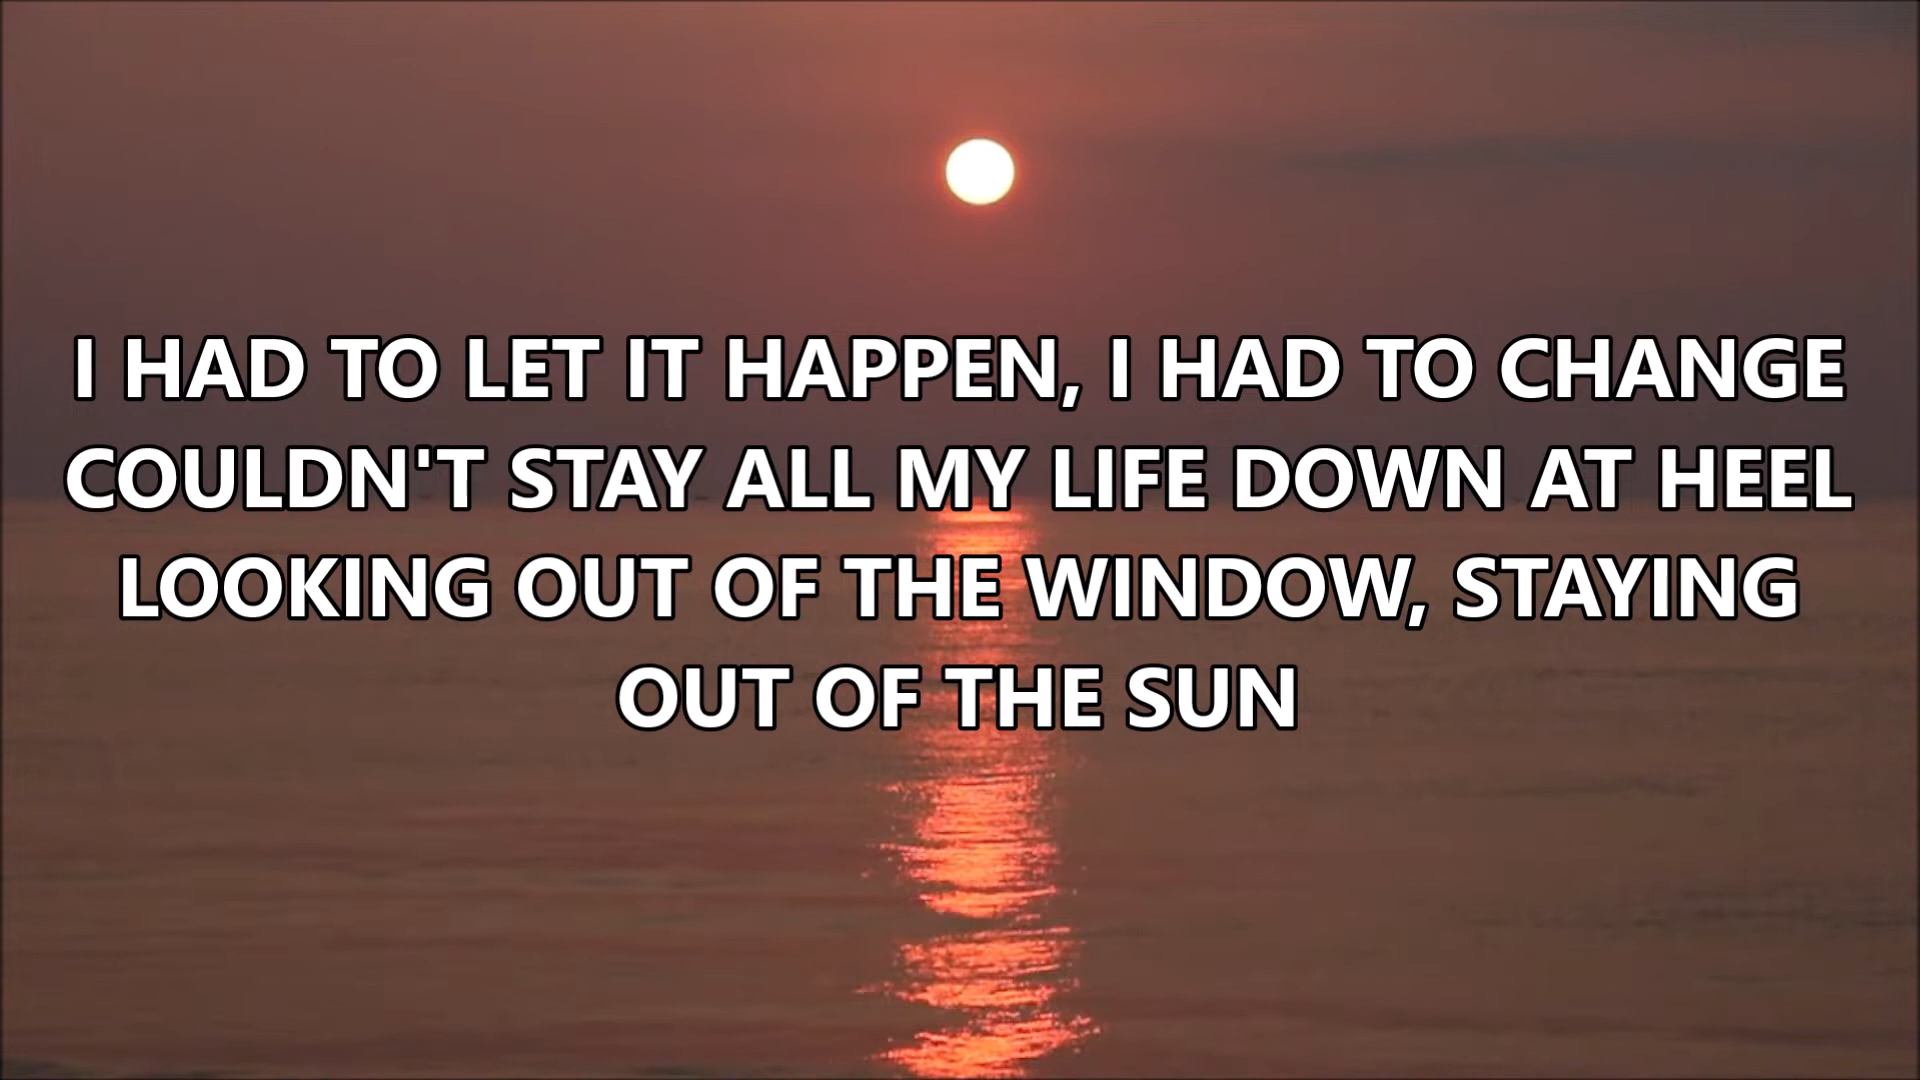 I HAD TO LET IT HAPPEN, I HAD TO CHANGE
COULDN'T STAY ALL MY LIFE DOWN AT HEEL
LOOKING OUT OF THE WINDOW, STAYING
OUT OF THE SUN